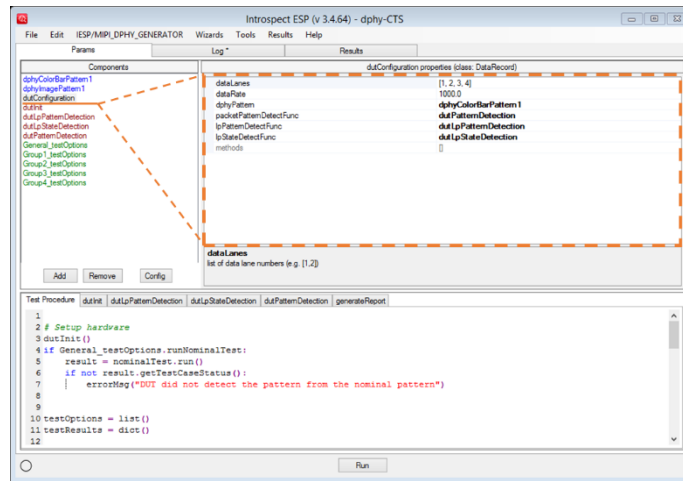 Introspect ESP (v 3.4.64) - dphy-CTS
File Edit IESP/MIPI_DPHY_GENERATOR Wizards Tools Results Help
Params Log * Results
Components
dphyColorBarPattern1
dphyImagePattern1
dutConfiguration
dutInit
dutLpPatternDetection
dutLpStateDetection
dutPatternDetection
General_testOptions
Group1_testOptions
Group2_testOptions
Group3_testOptions
Group4_testOptions
Add Remove Config
dutConfiguration properties (class: DataRecord)
dataLanes [1, 2, 3, 4]
dataRate 1000.0
dphyPattern dphyColorBarPattern1
packetPatternDetectFunc dutPatternDetection
lpPatternDetectFunc dutLpPatternDetection
lpStateDetectFunc dutLpStateDetection
methods []
dataLanes
list of data lane numbers (e.g. [1,2])
Test Procedure dutInit dutLpPatternDetection dutLpStateDetection dutPatternDetection generateReport
1
2 # Setup hardware
3 dutInit()
4 if General_testOptions.runNominalTest:
5 result = nominalTest.run()
6 if not result.getTestCaseStatus():
7 errorMsg("DUT did not detect the pattern from the nominal pattern")
8
9
10 testOptions = list()
11 testResults = dict()
12
Run